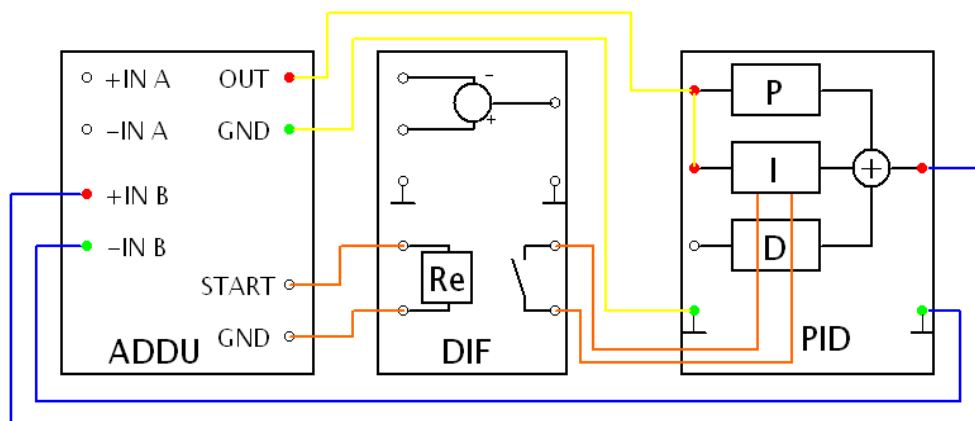 +IN A
OUT
−IN A
GND
+IN B
−IN B
START
GND
ADDU
−
+
Re
DIF
P
I
+
D
PID